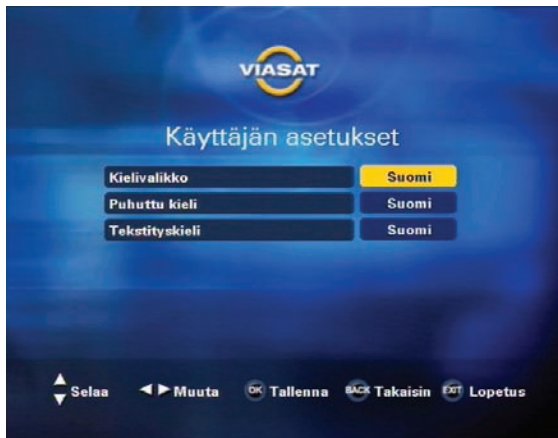 VIASAT
Käyttäjän asetukset
Kielivalikko Suomi
Puhuttu kieli Suomi
Tekstityskieli Suomi
Selaa Muuta OK Tallenna BACK Takaisin EXIT Lopetus